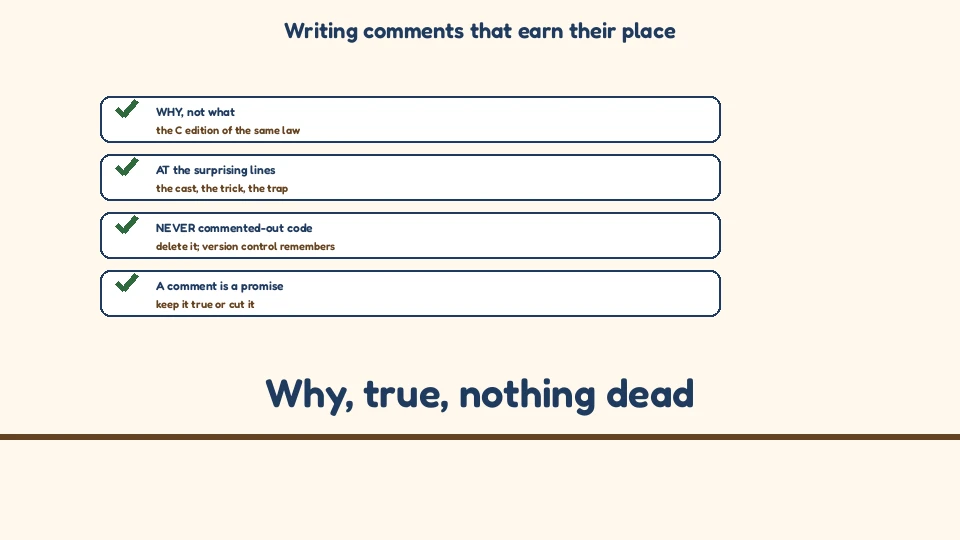 Writing comments that earn their place
WHY, not what
the C edition of the same law
AT the surprising lines
the cast, the trick, the trap
NEVER commented-out code
delete it; version control remembers
A comment is a promise
keep it true or cut it
Why, true, nothing dead